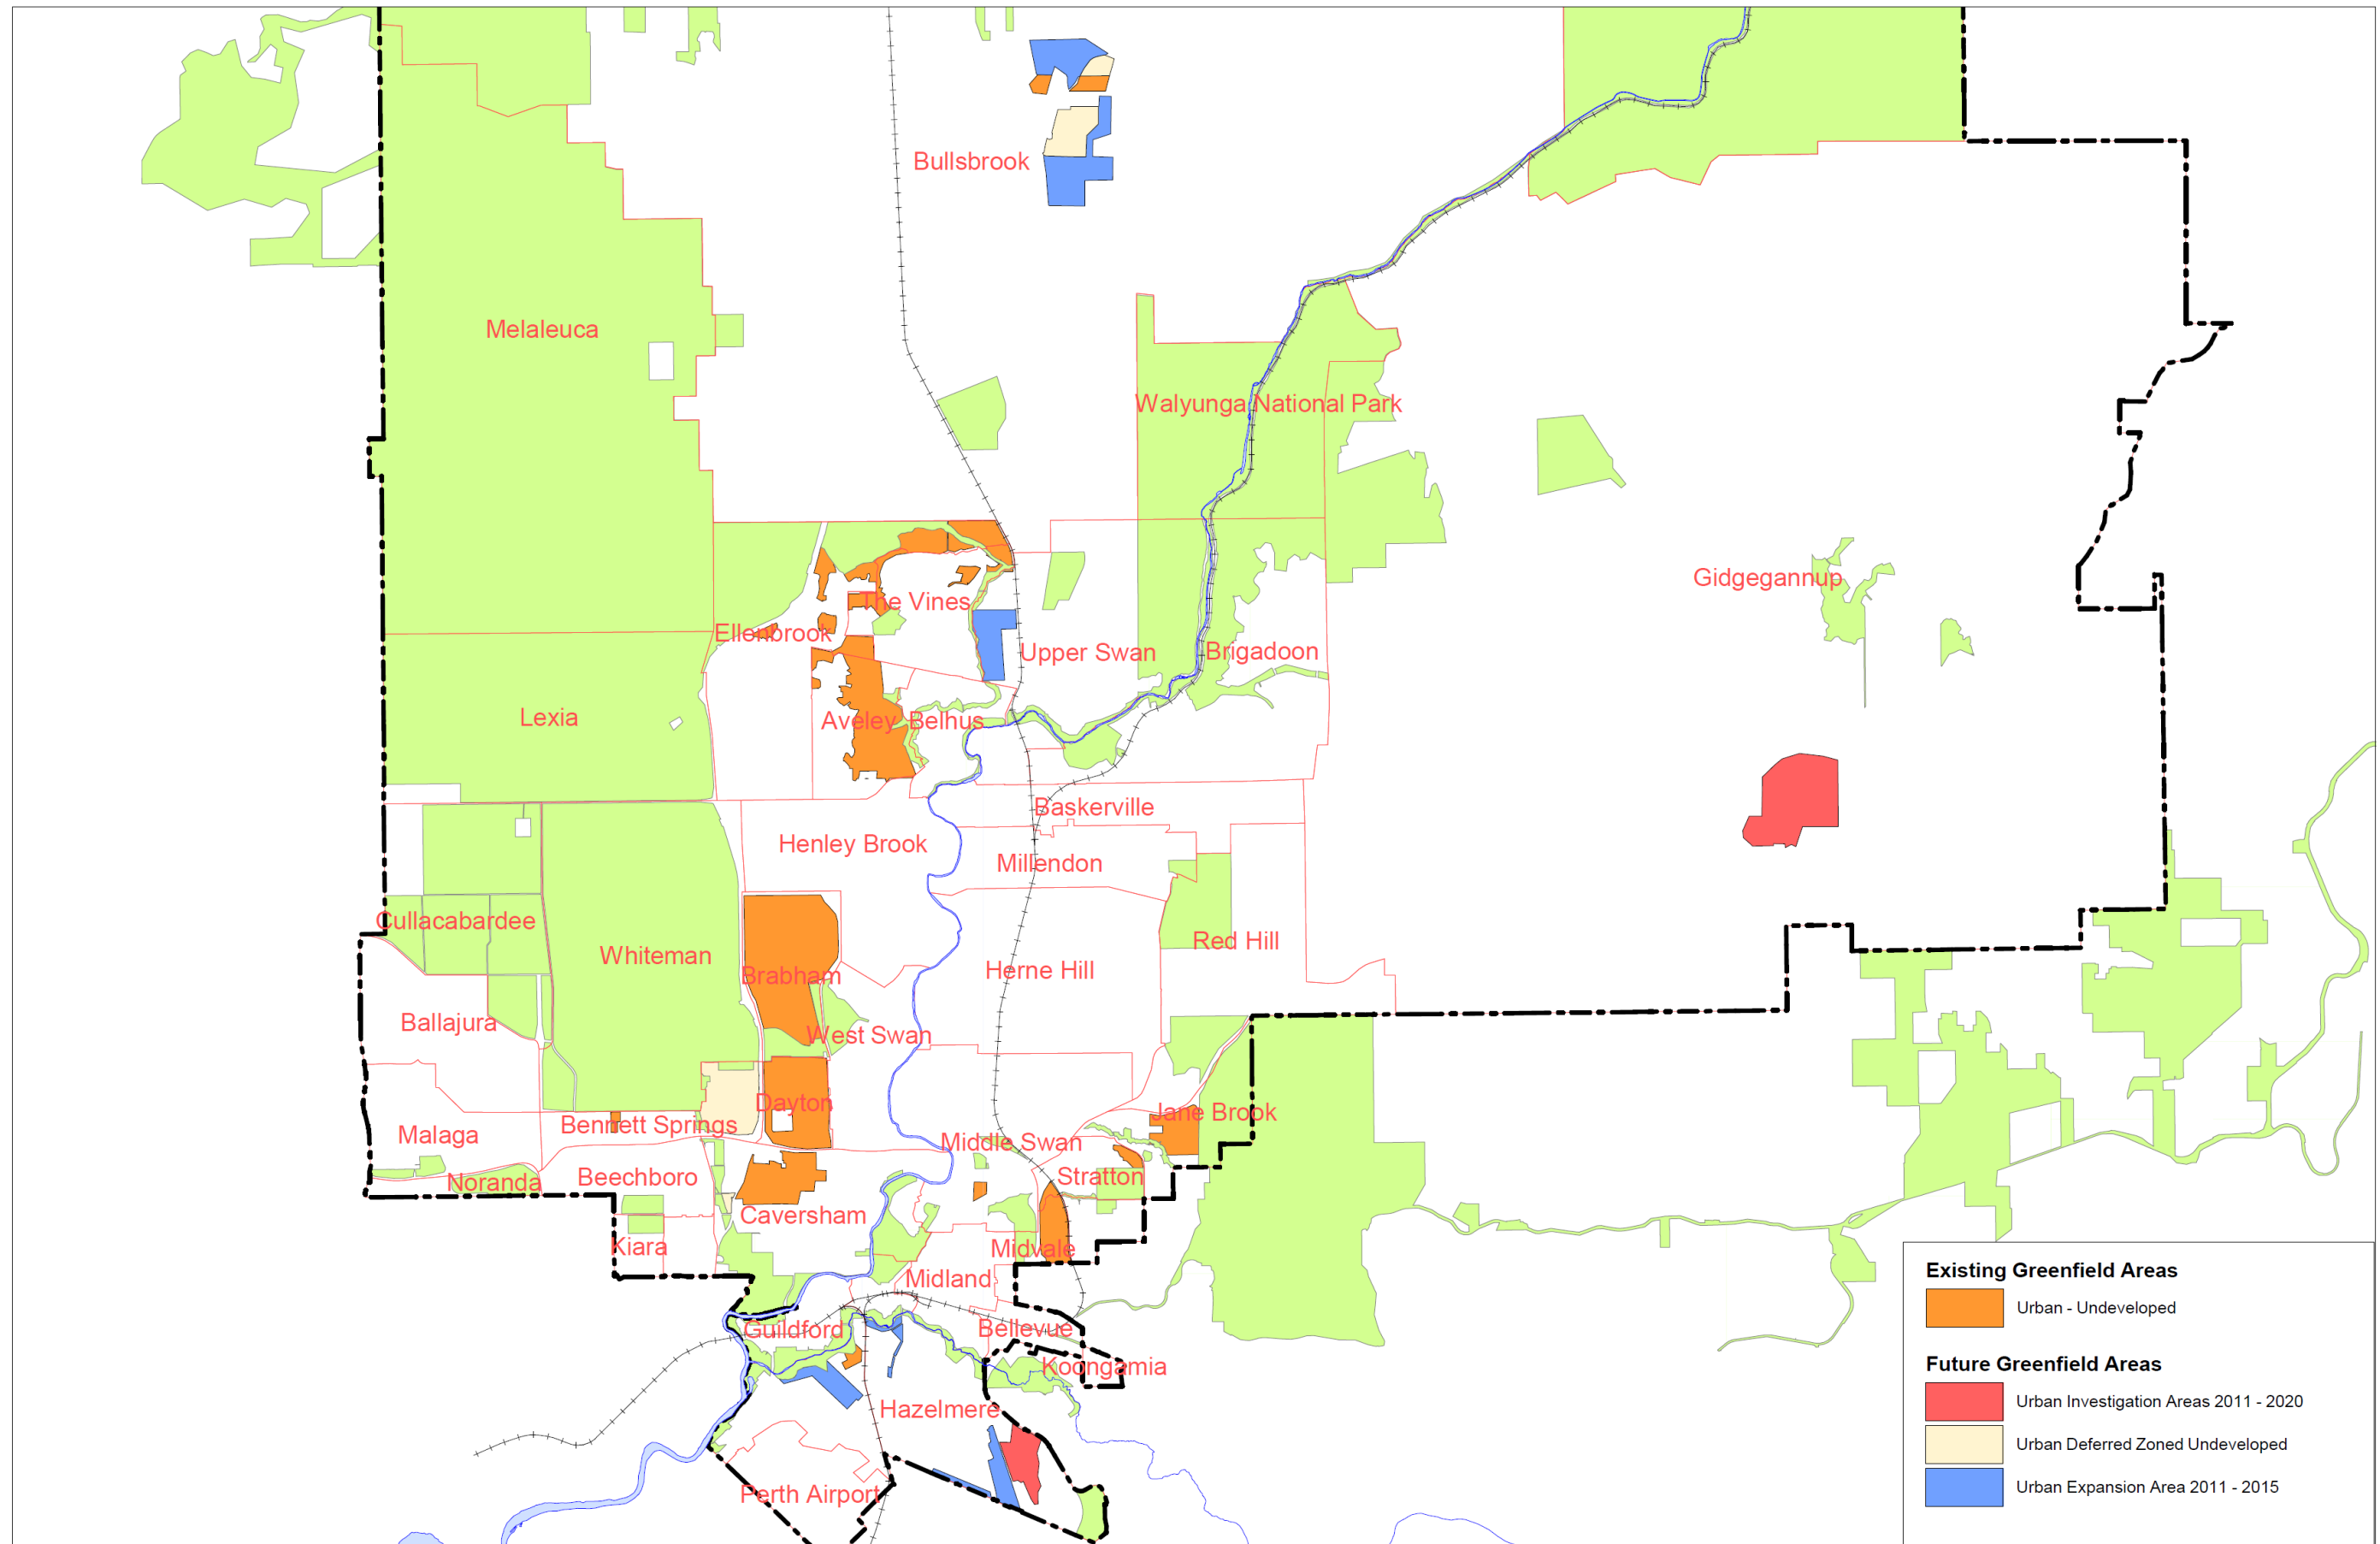 Bullsbrook
Melaleuca
Walyunga National Park
Gidgegannup
The Vines
Ellenbrook
Upper Swan
Brigadoon
Lexia
Aveley
Belhus
Baskerville
Henley Brook
Millendon
Cullacabardee
Whiteman
Red Hill
Herne Hill
Brabham
Ballajura
West Swan
Dayton
Jane Brook
Bennett Springs
Malaga
Middle Swan
Beechboro
Stratton
Noranda
Caversham
Kiara
Midvale
Midland
Guildford
Bellevue
Koongamia
Hazelmere
Perth Airport
Existing Greenfield Areas
Urban - Undeveloped
Future Greenfield Areas
Urban Investigation Areas 2011 - 2020
Urban Deferred Zoned Undeveloped
Urban Expansion Area 2011 - 2015